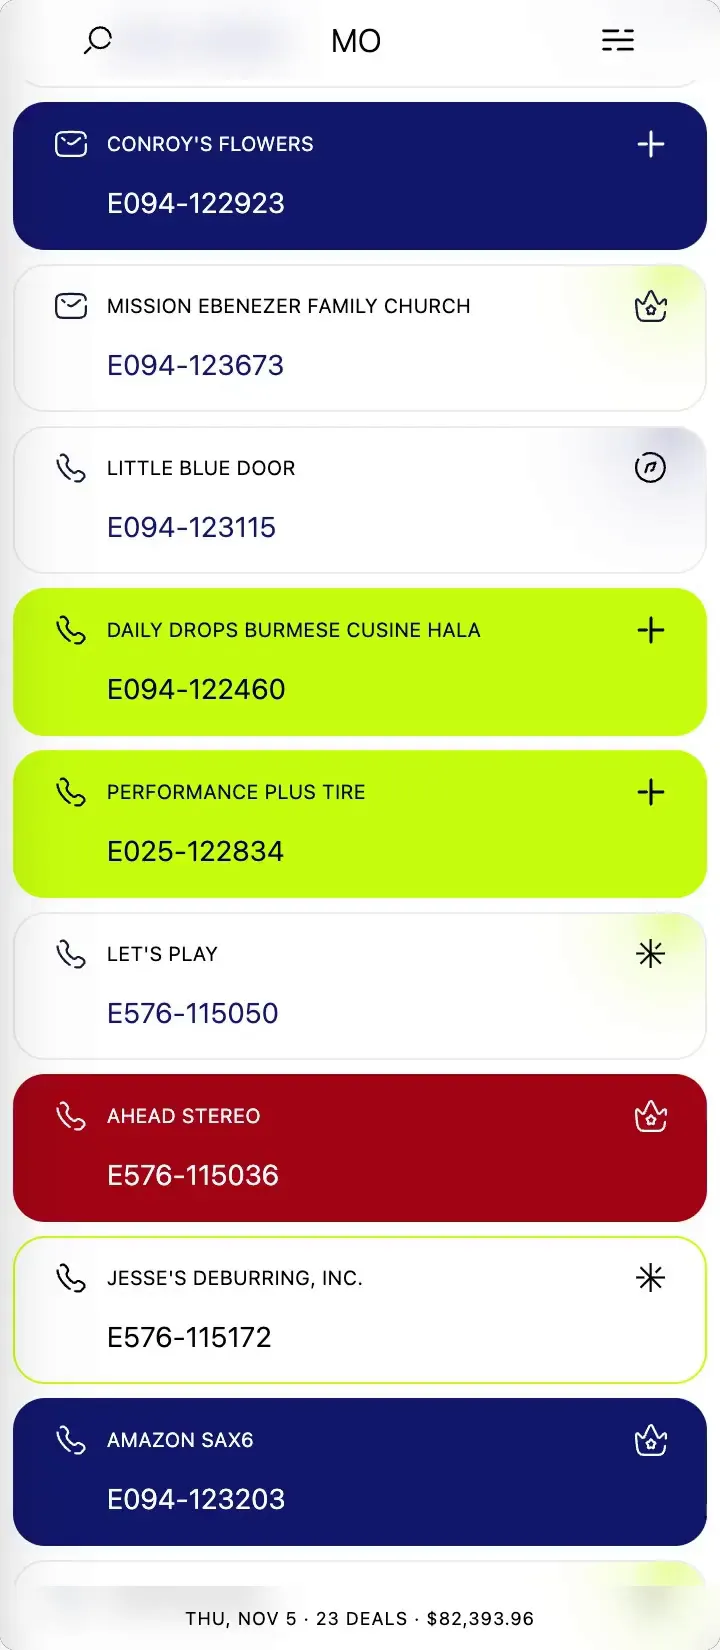 MO
CONROY'S FLOWERS
E094-122923
MISSION EBENEZER FAMILY CHURCH
E094-123673
LITTLE BLUE DOOR
E094-123115
DAILY DROPS BURMESE CUSINE HALA
E094-122460
PERFORMANCE PLUS TIRE
E025-122834
LET'S PLAY
E576-115050
AHEAD STEREO
E576-115036
JESSE'S DEBURRING, INC.
E576-115172
AMAZON SAX6
E094-123203
THU, NOV 5 · 23 DEALS · $82,393.96